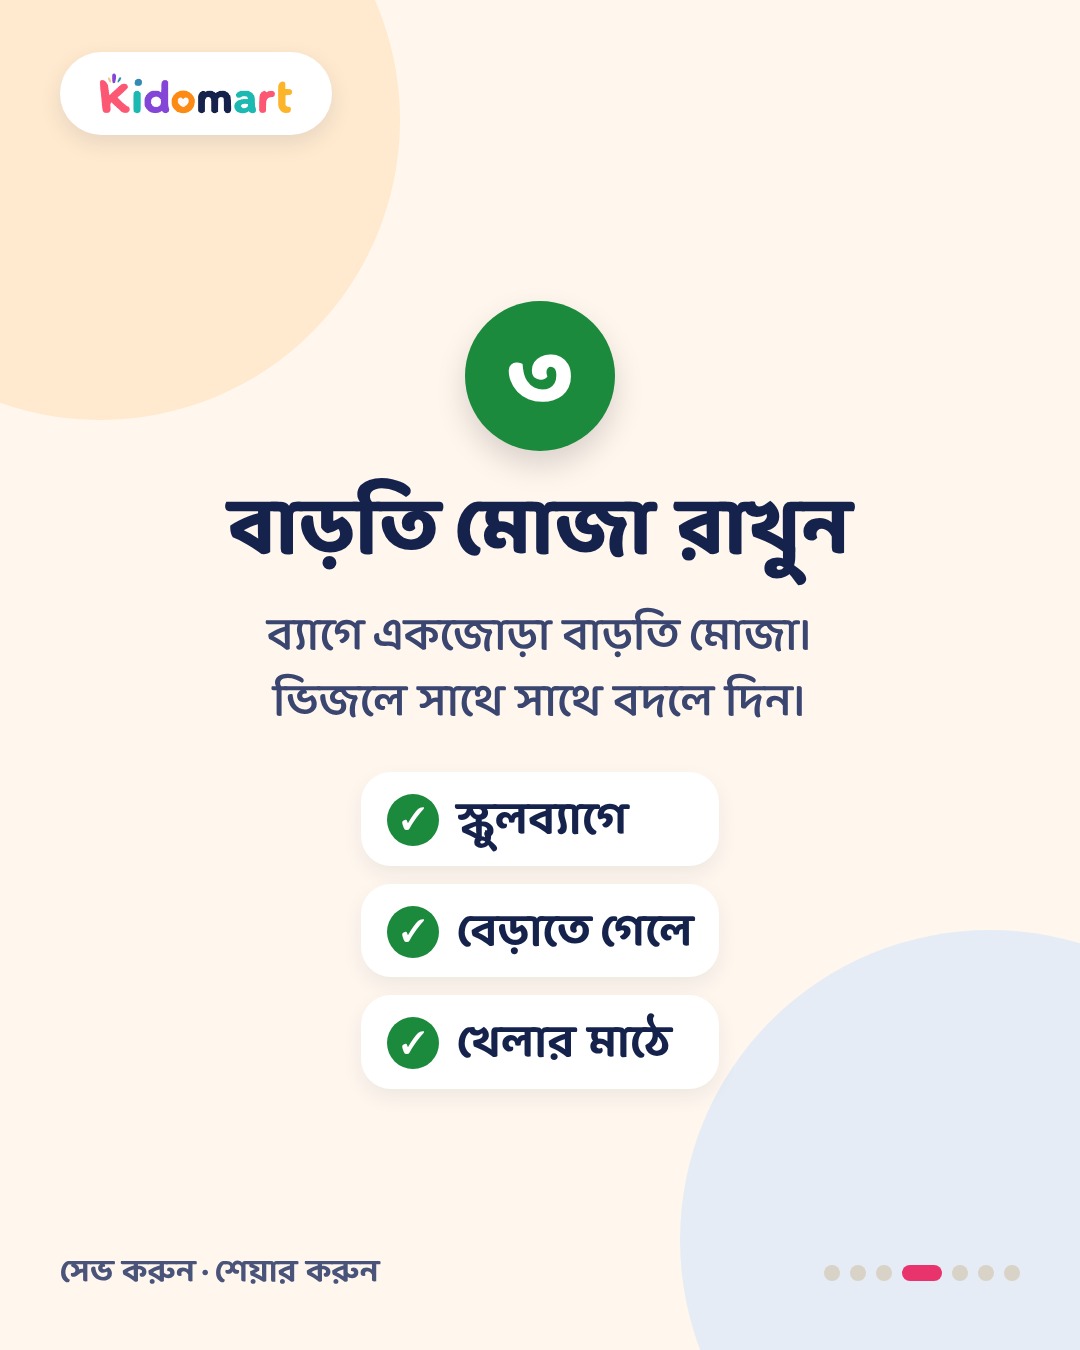 Kidomart
৩
বাড়তি মোজা রাখুন
ব্যাগে একজোড়া বাড়তি মোজা।
ভিজলে সাথে সাথে বদলে দিন।
✓ স্কুলব্যাগে
✓ বেড়াতে গেলে
✓ খেলার মাঠে
সেভ করুন · শেয়ার করুন